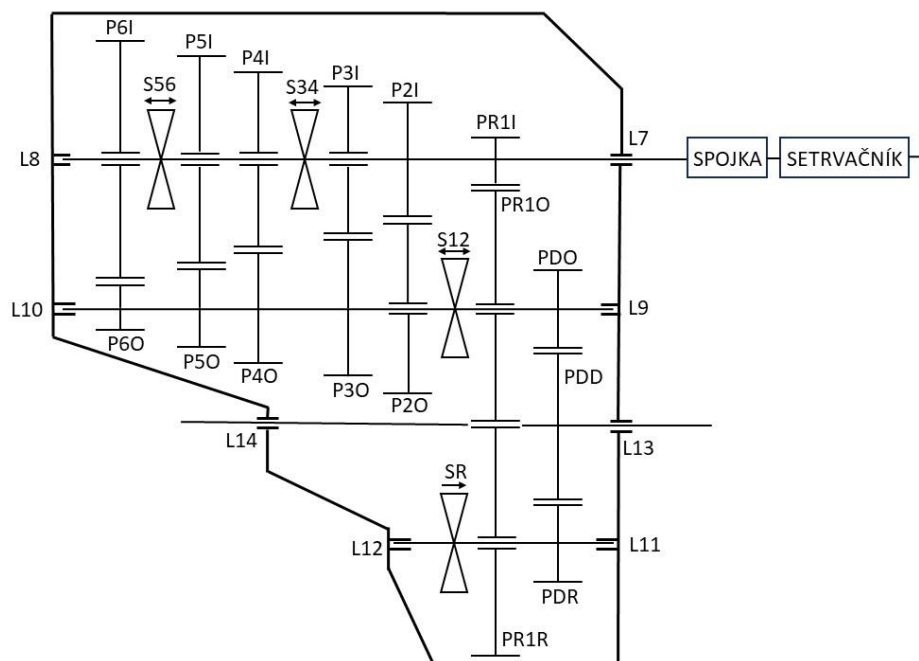 P6I
P5I
P4I
P3I
P2I
S56
S34
PR1I
L7
L8
SPOJKA
SETRVAČNÍK
PR1O
S12
PDO
L10
L9
P6O
P5O
P4O
P3O
P2O
PDD
L14
L13
SR
L12
L11
PDR
PR1R